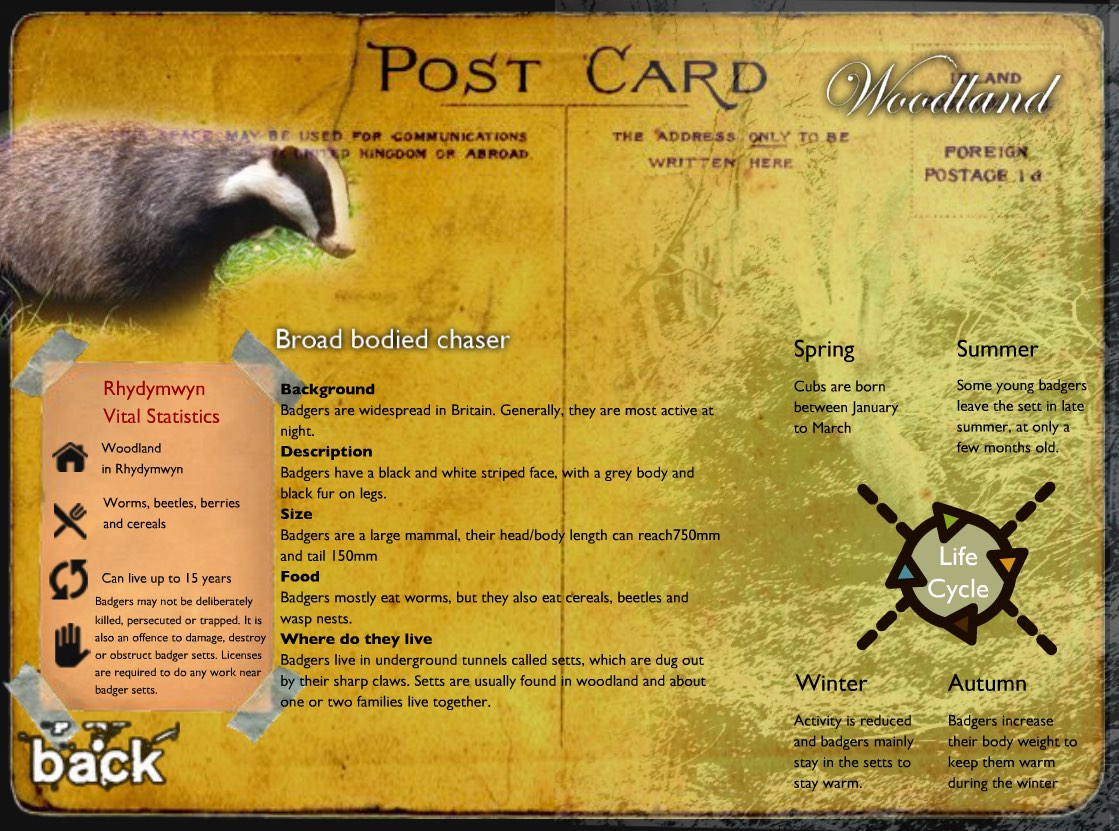 POST CARD
Woodland
LAND
SPACE MAY BE USED FOR COMMUNICATIONS
UNITED KINGDOM OR ABROAD.
THE ADDRESS ONLY TO BE
WRITTEN HERE
FOREIGN
POSTAGE 1d
Broad bodied chaser
Rhydymwyn
Vital Statistics
Woodland
in Rhydymwyn
Worms, beetles, berries
and cereals
Can live up to 15 years
Badgers may not be deliberately
killed, persecuted or trapped. It is
also an offence to damage, destroy
or obstruct badger setts. Licenses
are required to do any work near
badger setts.
Background
Badgers are widespread in Britain. Generally, they are most active at
night.
Description
Badgers have a black and white striped face, with a grey body and
black fur on legs.
Size
Badgers are a large mammal, their head/body length can reach750mm
and tail 150mm
Food
Badgers mostly eat worms, but they also eat cereals, beetles and
wasp nests.
Where do they live
Badgers live in underground tunnels called setts, which are dug out
by their sharp claws. Setts are usually found in woodland and about
one or two families live together.
Spring
Cubs are born
between January
to March
Summer
Some young badgers
leave the sett in late
summer, at only a
few months old.
Life
Cycle
Winter
Activity is reduced
and badgers mainly
stay in the setts to
stay warm.
Autumn
Badgers increase
their body weight to
keep them warm
during the winter
back